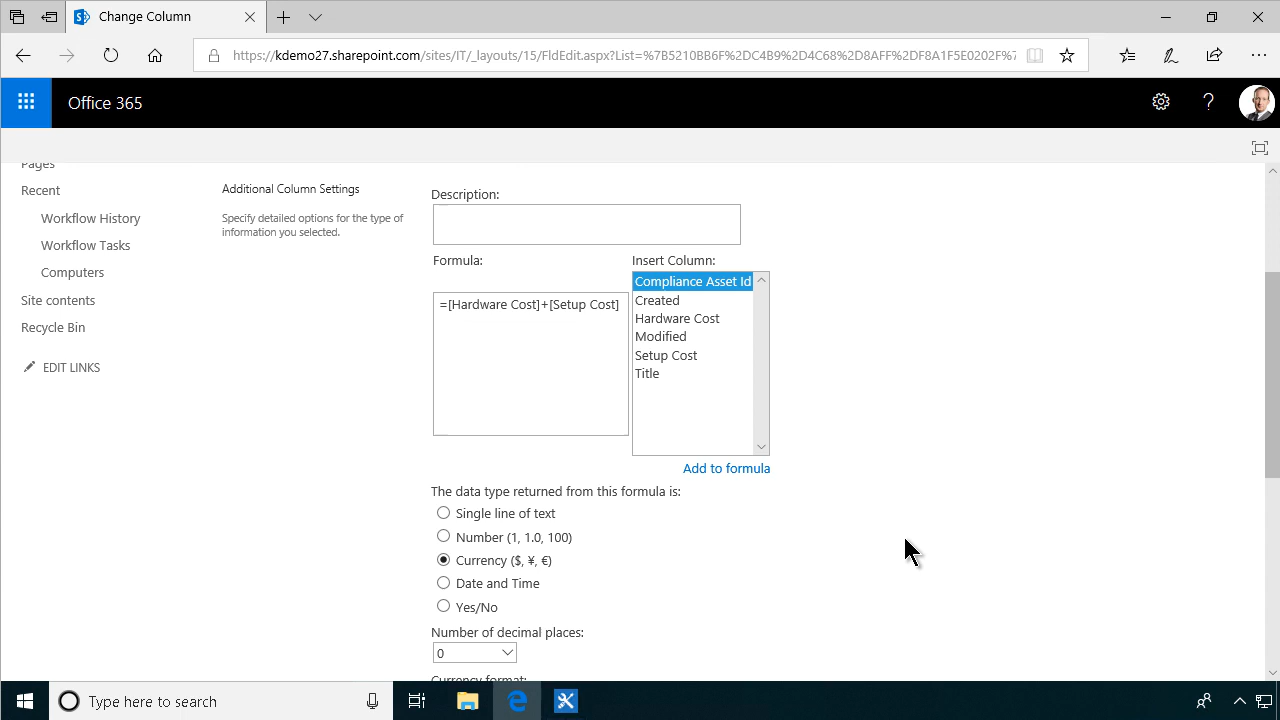 Change Column
https://kdemo27.sharepoint.com/sites/IT/_layouts/15/FldEdit.aspx?List=%7B5210BB6F%2DC4B9%2D4C68%2D8AFF%2DF8A1F5E0202F%7
Office 365
?
Pages
Recent
Workflow History
Workflow Tasks
Computers
Site contents
Recycle Bin
EDIT LINKS
Additional Column Settings
Specify detailed options for the type of
information you selected.
Description:
Formula:
Insert Column:
=[Hardware Cost]+[Setup Cost]
Compliance Asset Id
Created
Hardware Cost
Modified
Setup Cost
Title
Add to formula
The data type returned from this formula is:
Single line of text
Number (1, 1.0, 100)
Currency ($, ¥, €)
Date and Time
Yes/No
Number of decimal places:
0
Currency format:
Type here to search